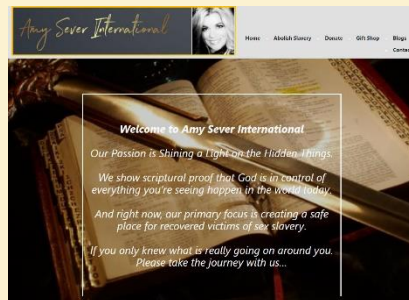 Amy Sever International
Home Abolish Slavery Donate Gift Shop Blogs
Contac
Welcome to Amy Sever International
Our Passion is Shining a Light on the Hidden Things.
We show scriptural proof that God is in control of
everything you're seeing happen in the world today.
And right now, our primary focus is creating a safe
place for recovered victims of sex slavery.
If you only knew what is really going on around you.
Please take the journey with us...